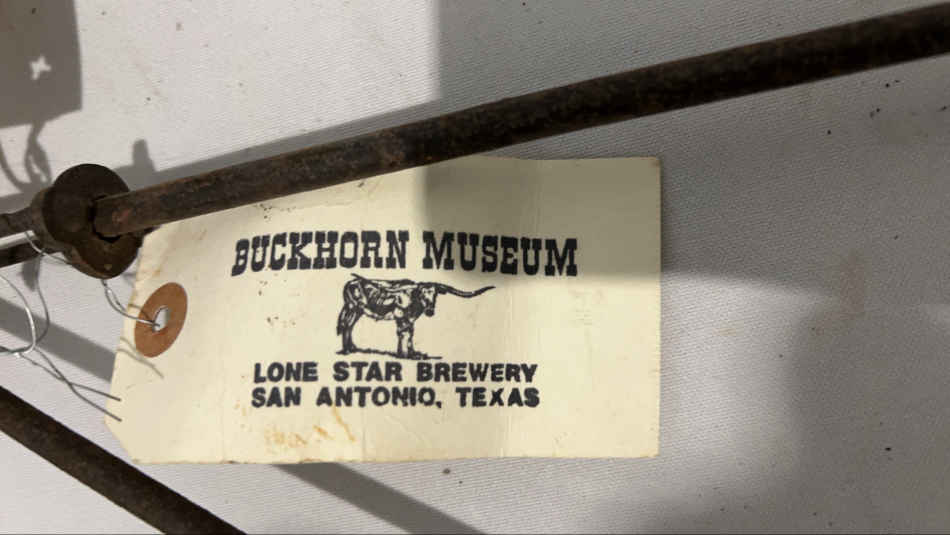 BUCKHORN MUSEUM
LONE STAR BREWERY
SAN ANTONIO, TEXAS